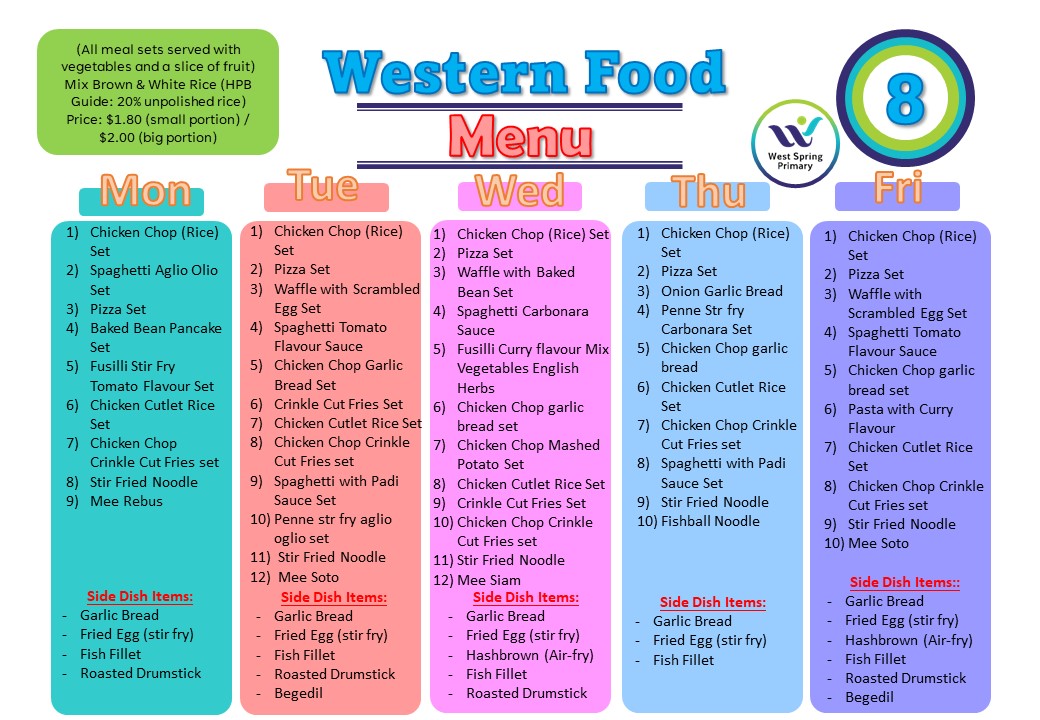 (All meal sets served with
vegetables and a slice of fruit)
Mix Brown & White Rice (HPB
Guide: 20% unpolished rice)
Price: $1.80 (small portion) /
$2.00 (big portion)
Western Food
Menu
West Spring
Primary
8
Mon
1) Chicken Chop (Rice)
Set
2) Spaghetti Aglio Olio
Set
3) Pizza Set
4) Baked Bean Pancake
Set
5) Fusilli Stir Fry
Tomato Flavour Set
6) Chicken Cutlet Rice
Set
7) Chicken Chop
Crinkle Cut Fries set
8) Stir Fried Noodle
9) Mee Rebus
Side Dish Items:
- Garlic Bread
- Fried Egg (stir fry)
- Fish Fillet
- Roasted Drumstick
Tue
1) Chicken Chop (Rice)
Set
2) Pizza Set
3) Waffle with Scrambled
Egg Set
4) Spaghetti Tomato
Flavour Sauce
5) Chicken Chop Garlic
Bread Set
6) Crinkle Cut Fries Set
7) Chicken Cutlet Rice Set
8) Chicken Chop Crinkle
Cut Fries set
9) Spaghetti with Padi
Sauce Set
10) Penne str fry aglio
oglio set
11) Stir Fried Noodle
12) Mee Soto
Side Dish Items:
- Garlic Bread
- Fried Egg (stir fry)
- Fish Fillet
- Roasted Drumstick
- Begedil
Wed
1) Chicken Chop (Rice) Set
2) Pizza Set
3) Waffle with Baked
Bean Set
4) Spaghetti Carbonara
Sauce
5) Fusilli Curry flavour Mix
Vegetables English
Herbs
6) Chicken Chop garlic
bread set
7) Chicken Chop Mashed
Potato Set
8) Chicken Cutlet Rice Set
9) Crinkle Cut Fries Set
10) Chicken Chop Crinkle
Cut Fries set
11) Stir Fried Noodle
12) Mee Siam
Side Dish Items:
- Garlic Bread
- Fried Egg (stir fry)
- Hashbrown (Air-fry)
- Fish Fillet
- Roasted Drumstick
Thu
1) Chicken Chop (Rice)
Set
2) Pizza Set
3) Onion Garlic Bread
4) Penne Str fry
Carbonara Set
5) Chicken Chop garlic
bread
6) Chicken Cutlet Rice
Set
7) Chicken Chop Crinkle
Cut Fries set
8) Spaghetti with Padi
Sauce Set
9) Stir Fried Noodle
10) Fishball Noodle
Side Dish Items:
- Garlic Bread
- Fried Egg (stir fry)
- Fish Fillet
Fri
1) Chicken Chop (Rice)
Set
2) Pizza Set
3) Waffle with
Scrambled Egg Set
4) Spaghetti Tomato
Flavour Sauce
5) Chicken Chop garlic
bread set
6) Pasta with Curry
Flavour
7) Chicken Cutlet Rice
Set
8) Chicken Chop Crinkle
Cut Fries set
9) Stir Fried Noodle
10) Mee Soto
Side Dish Items::
- Garlic Bread
- Fried Egg (stir fry)
- Hashbrown (Air-fry)
- Fish Fillet
- Roasted Drumstick
- Begedil